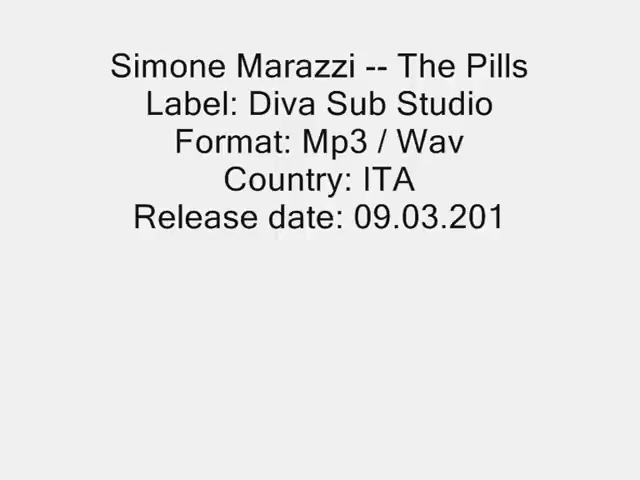 Simone Marazzi -- The Pills
Label: Diva Sub Studio
Format: Mp3 / Wav
Country: ITA
Release date: 09.03.201